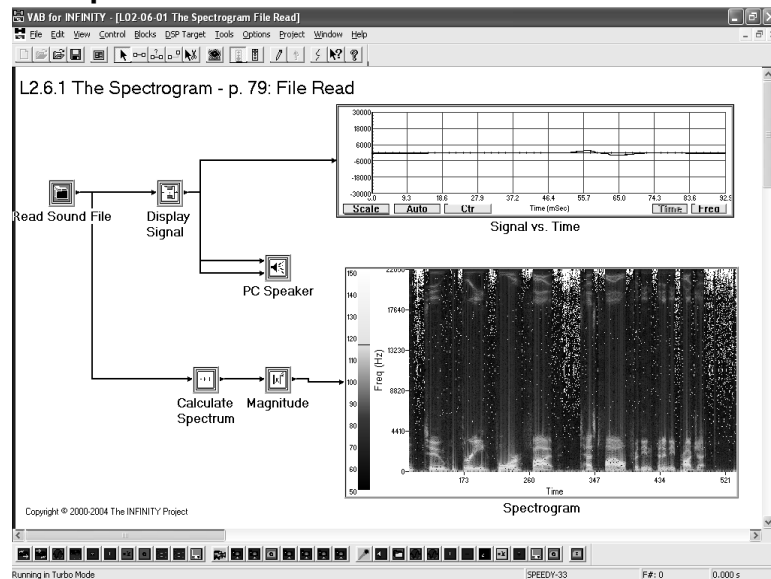 VAB for INFINITY - [L02-06-01 The Spectrogram File Read]
File Edit View Control Blocks DSP Target Tools Options Project Window Help
L2.6.1 The Spectrogram - p. 79: File Read
30000
18000
6000
-6000
-18000
-30000
0.0 9.3 18.6 27.9 37.2 46.4 55.7 65.0 74.3 83.6 92.9
Scale Auto Ctr Time (mSec) Time Freq
Signal vs. Time
Read Sound File
Display
Signal
PC Speaker
Calculate
Spectrum
Magnitude
150
140
130
120
110
100
90
80
70
60
50
Freq (Hz)
22050
17640
13230
8820
4410
0
173 260 347 434 521
Time
Spectrogram
Copyright © 2000-2004 The INFINITY Project
Running in Turbo Mode SPEEDY-33 F#: 0 0.000 s